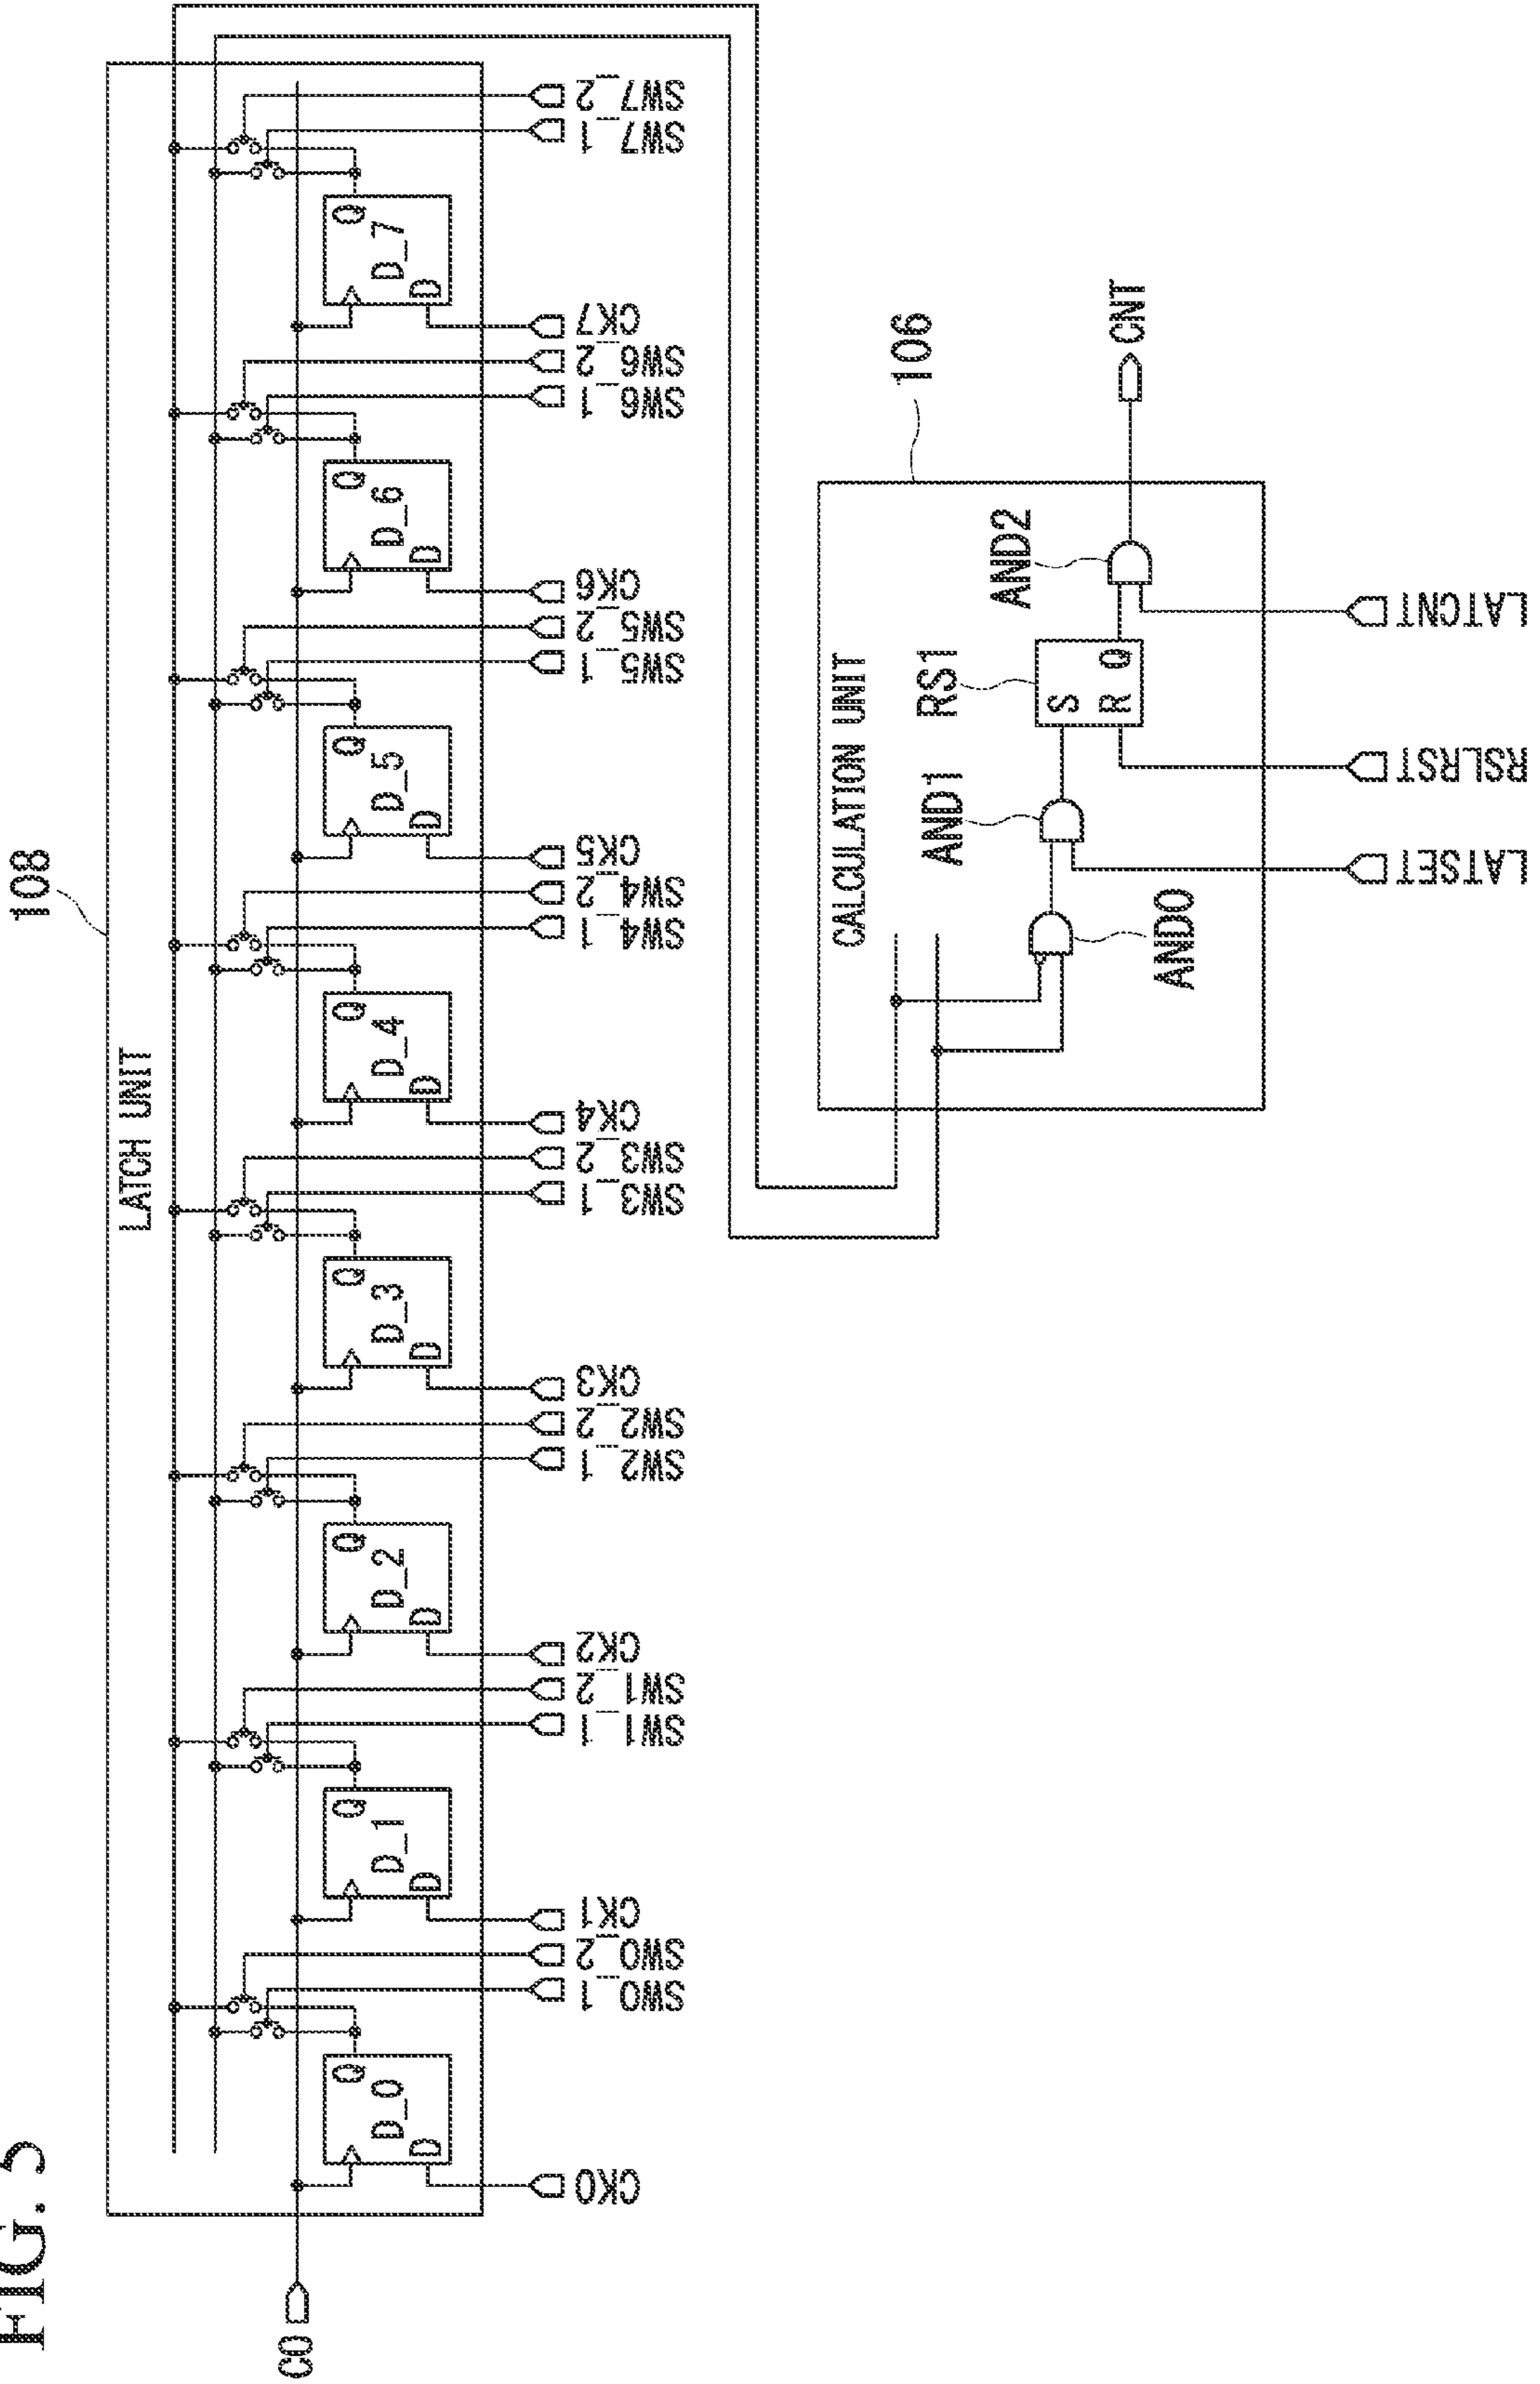 FIG. 5
108
LATCH UNIT
Q
D_0
D
Q
D_1
D
Q
D_2
D
Q
D_3
D
Q
D_4
D
Q
D_5
D
Q
D_6
D
Q
D_7
D
CO
CK0
SW0_1
SW0_2
CK1
SW1_1
SW1_2
CK2
SW2_1
SW2_2
CK3
SW3_1
SW3_2
CK4
SW4_1
SW4_2
CK5
SW5_1
SW5_2
CK6
SW6_1
SW6_2
CK7
SW7_1
SW7_2
106
CALCULATION UNIT
AND0
AND1
RS1
S
R
Q
AND2
CNT
LATSET
RSLRST
LATCNT